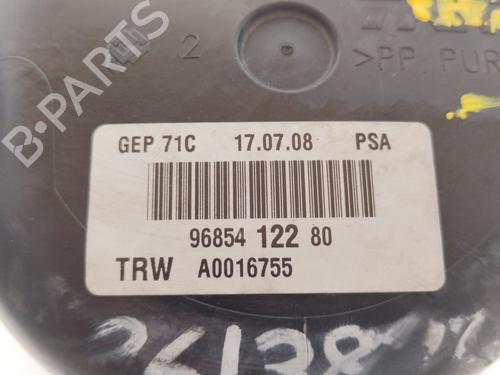 2
>PP, PUR
GEP 71C 17.07.08 PSA
96854 122 80
TRW A0016755
B-PARTS